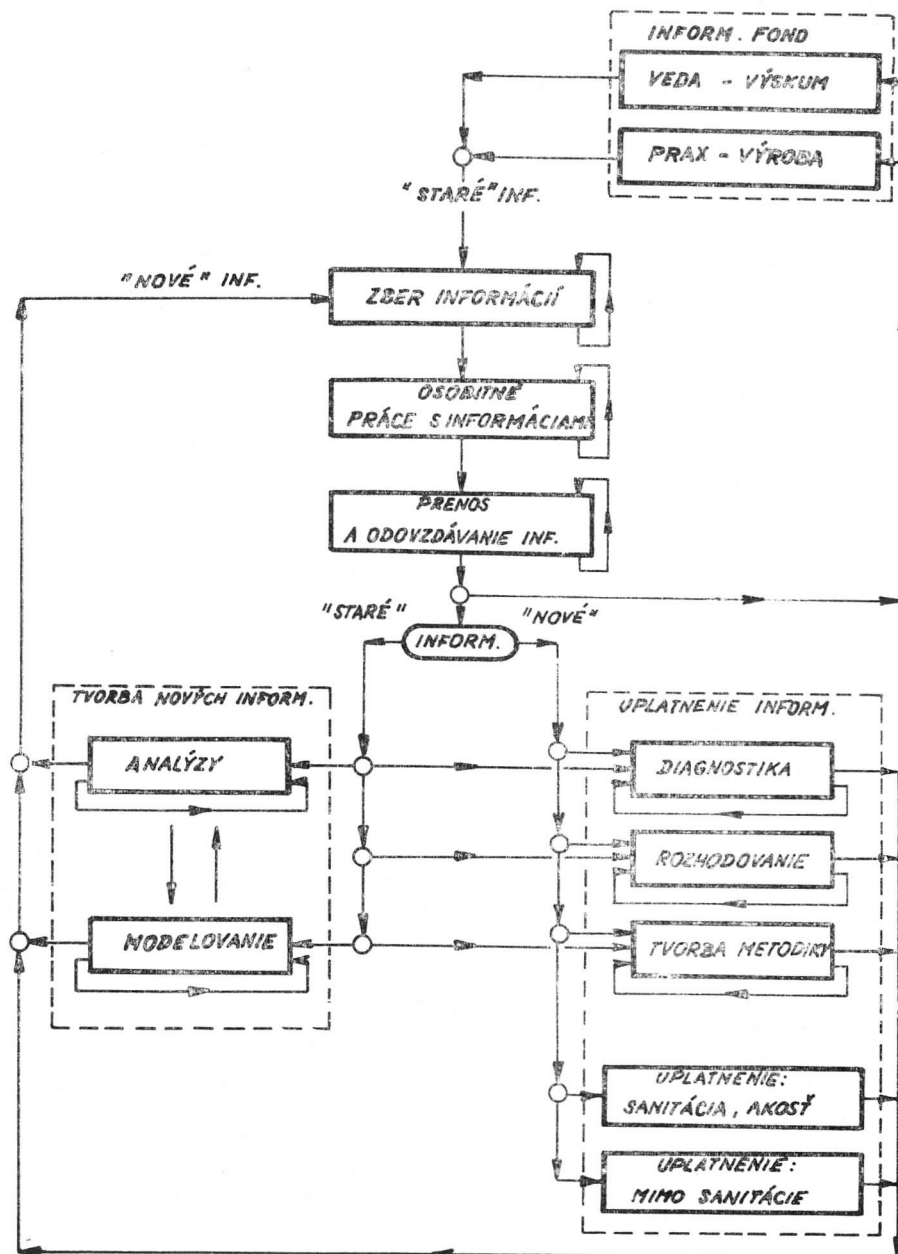 INFORM. FOND
VEDA - VÝSKUM
PRAX - VÝROBA
"STARÉ" INF.
"NOVÉ" INF.
ZBER INFORMÁCIÍ
OSOBITNÉ
PRÁCE S INFORMÁCIAMI
PRENOS
A ODOVZDÁVANIE INF.
"STARÉ"
"NOVÉ"
INFORM.
TVORBA NOVÝCH INFORM.
UPLATNENIE INFORM.
ANALÝZY
DIAGNOSTIKA
ROZHODOVANIE
MODELOVANIE
TVORBA METODIKY
UPLATNENIE:
SANITÁCIA, AKOSŤ
UPLATNÉNIÉ:
MIMO SANITÁCIE